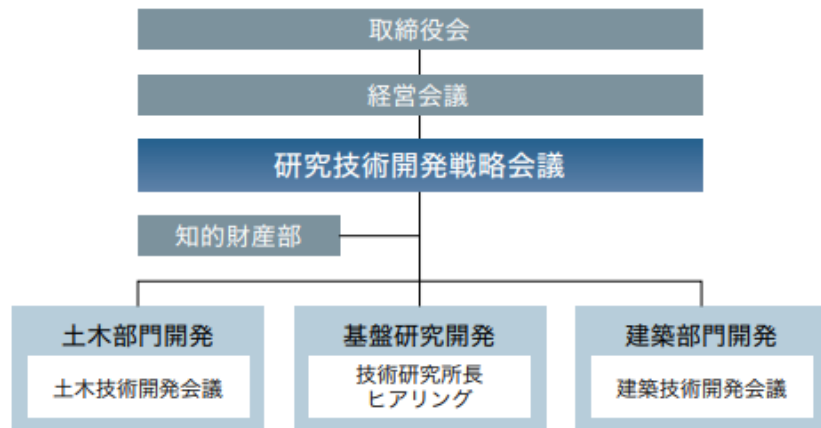 取締役会
経営会議
研究技術開発戦略会議
知的財産部
土木部門開発
土木技術開発会議
基盤研究開発
技術研究所長
ヒアリング
建築部門開発
建築技術開発会議